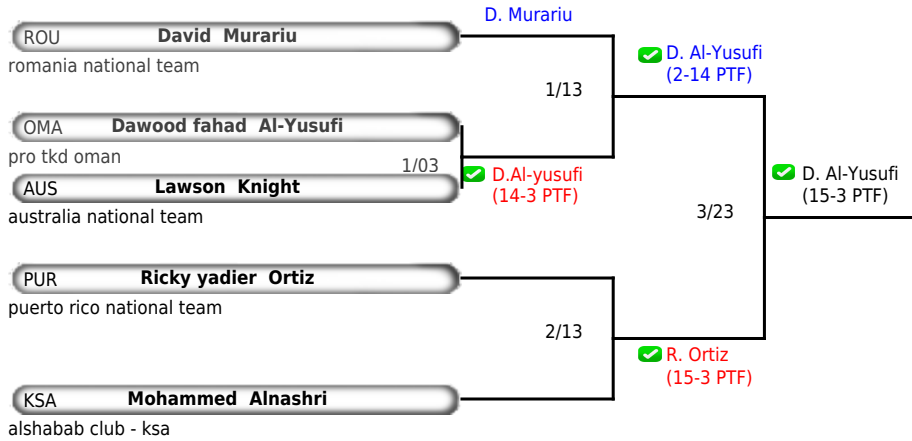 D. Murariu
ROU David Murariu
romania national team
D. Al-Yusufi
(2-14 PTF)
1/13
OMA Dawood fahad Al-Yusufi
pro tkd oman
1/03
D.Al-yusufi
(14-3 PTF)
AUS Lawson Knight
australia national team
D. Al-Yusufi
(15-3 PTF)
3/23
PUR Ricky yadier Ortiz
puerto rico national team
2/13
R. Ortiz
(15-3 PTF)
KSA Mohammed Alnashri
alshabab club - ksa